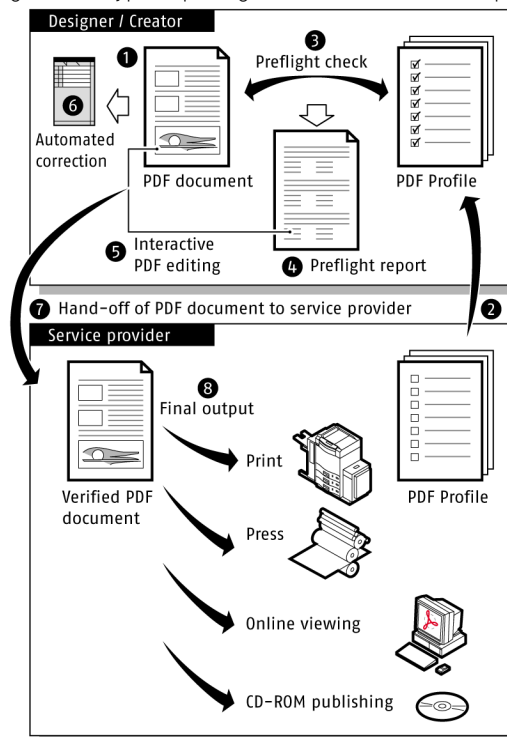 Designer / Creator
1
3
Preflight check
6
Automated
correction
PDF document
PDF Profile
5 Interactive
PDF editing
4 Preflight report
7 Hand-off of PDF document to service provider
2
Service provider
8
Final output
Print
Verified PDF
document
PDF Profile
Press
Online viewing
CD-ROM publishing